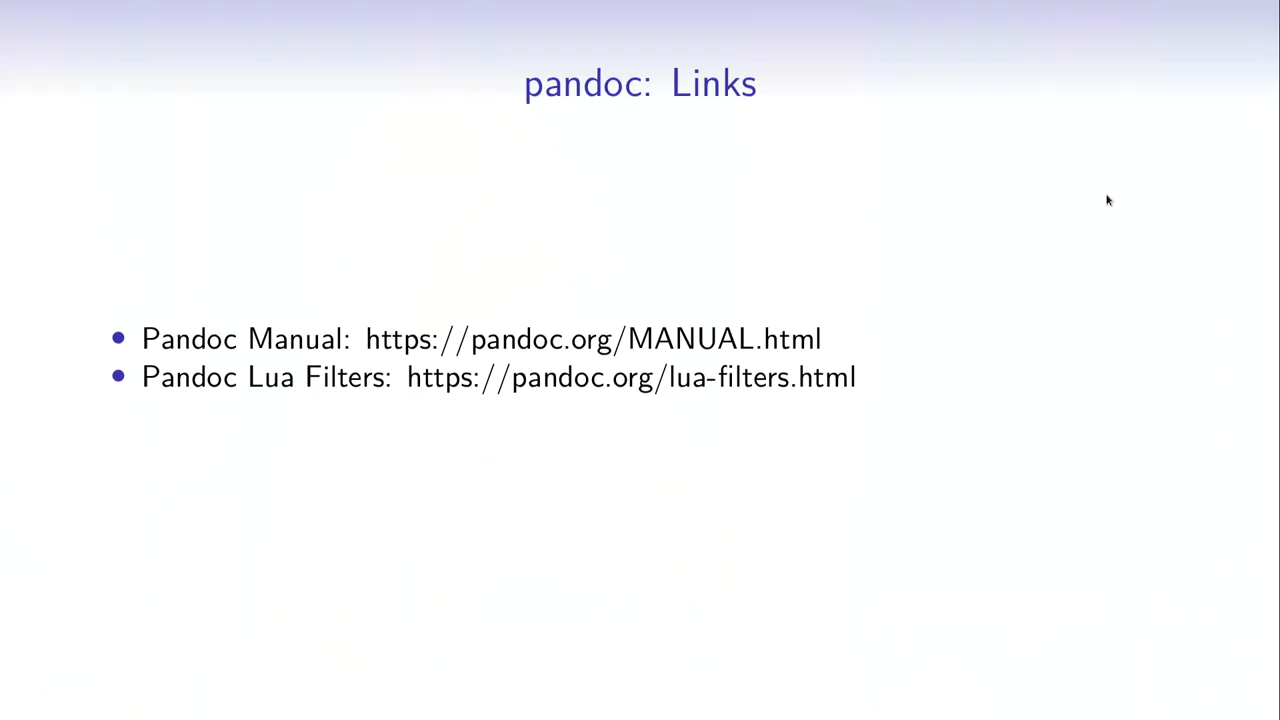 pandoc: Links
• Pandoc Manual: https://pandoc.org/MANUAL.html
• Pandoc Lua Filters: https://pandoc.org/lua-filters.html